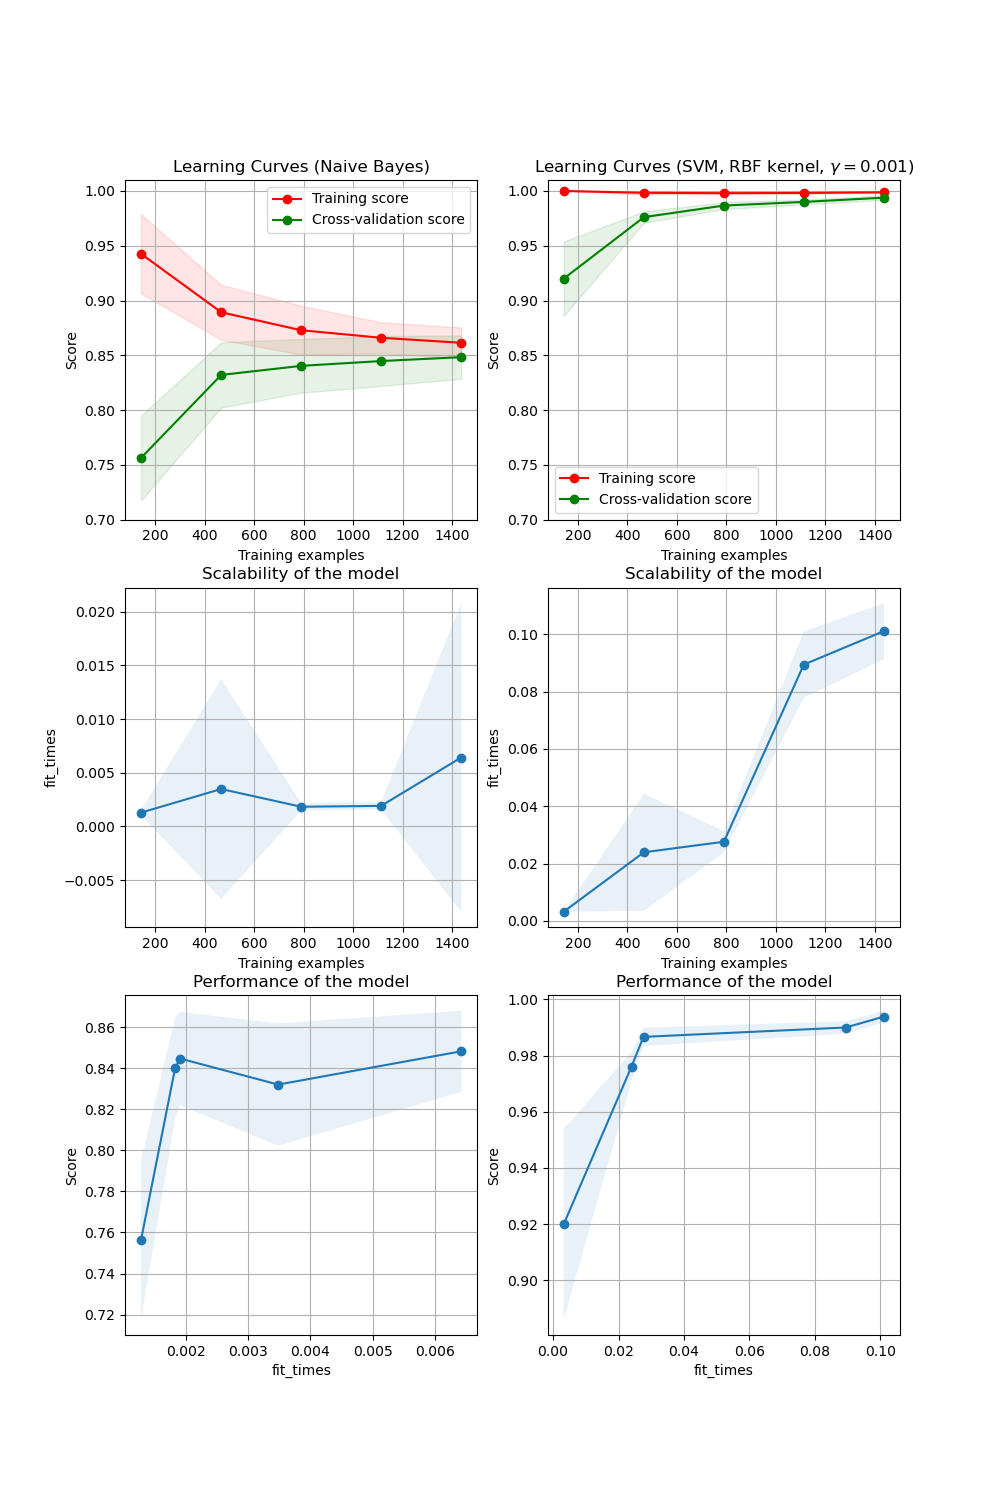 Learning Curves (Naive Bayes)
1.00
0.95
0.90
0.85
0.80
0.75
0.70
Score
Training score
Cross-validation score
200 400 600 800 1000 1200 1400
Training examples
Learning Curves (SVM, RBF kernel, γ = 0.001)
1.00
0.95
0.90
0.85
0.80
0.75
0.70
Score
Training score
Cross-validation score
200 400 600 800 1000 1200 1400
Training examples
Scalability of the model
0.020
0.015
0.010
0.005
0.000
−0.005
fit_times
200 400 600 800 1000 1200 1400
Training examples
Scalability of the model
0.10
0.08
0.06
0.04
0.02
0.00
fit_times
200 400 600 800 1000 1200 1400
Training examples
Performance of the model
0.86
0.84
0.82
0.80
0.78
0.76
0.74
0.72
Score
0.002 0.003 0.004 0.005 0.006
fit_times
Performance of the model
1.00
0.98
0.96
0.94
0.92
0.90
Score
0.00 0.02 0.04 0.06 0.08 0.10
fit_times